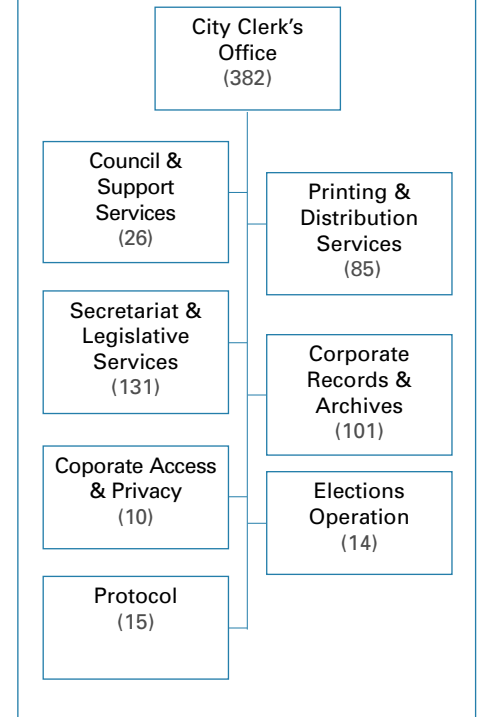 City Clerk's
Office
(382)
Council &
Support
Services
(26)
Printing &
Distribution
Services
(85)
Secretariat &
Legislative
Services
(131)
Corporate
Records &
Archives
(101)
Coporate Access
& Privacy
(10)
Elections
Operation
(14)
Protocol
(15)